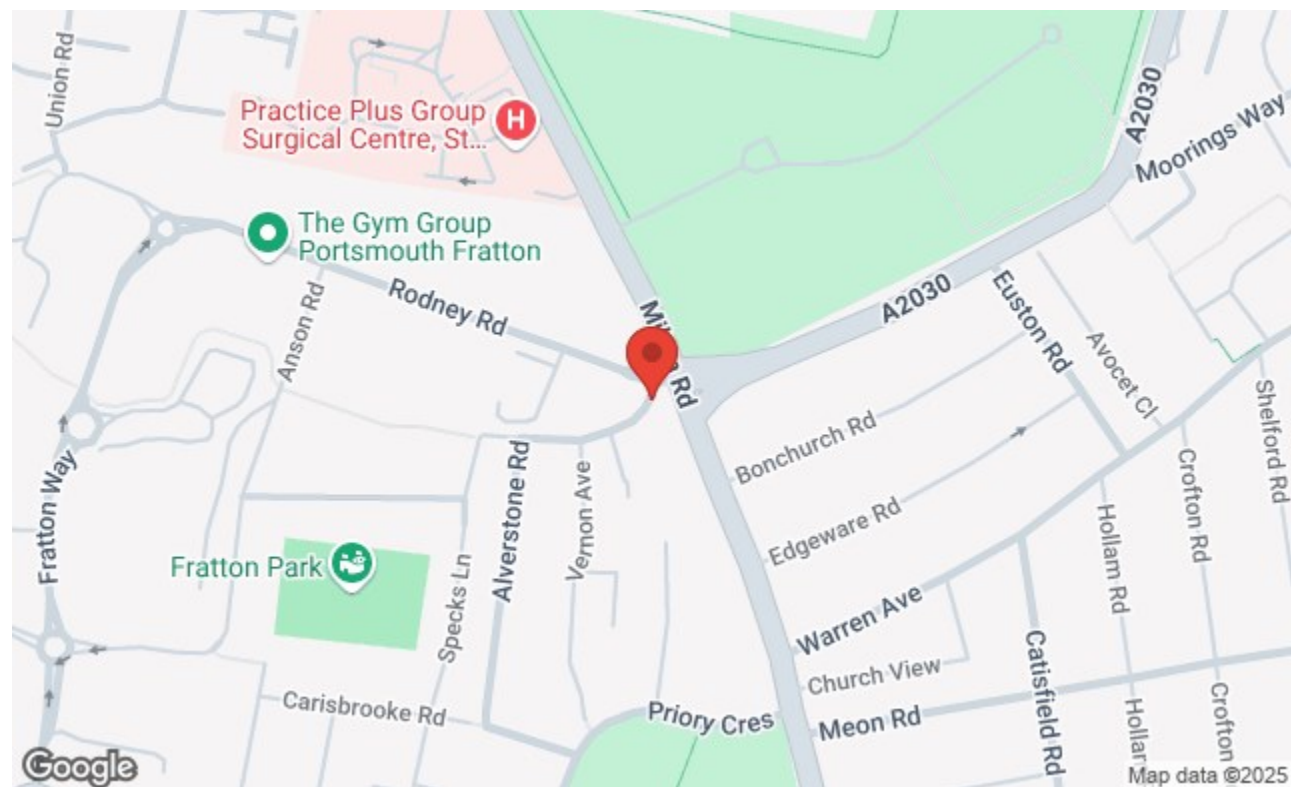 Union Rd
Practice Plus Group
Surgical Centre, St...
H
A2030
Moorings Way
The Gym Group
Portsmouth Fratton
Rodney Rd
Anson Rd
A2030
Euston Rd
Avocet Cl
Shelford Rd
Rd
Bonchurch Rd
Edgeware Rd
Crofton Rd
Hollam Rd
Fratton Way
Alverstone Rd
Vernon Ave
Fratton Park
Specks Ln
Warren Ave
Church View
Catisfield Rd
Carisbrooke Rd
Priory Cres
Meon Rd
Crofton
Google
Map data ©2025